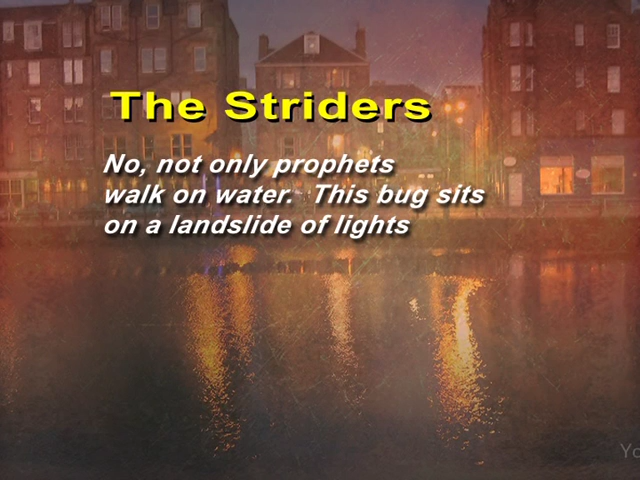 The Striders
No, not only prophets
walk on water.  This bug sits
on a landslide of lights